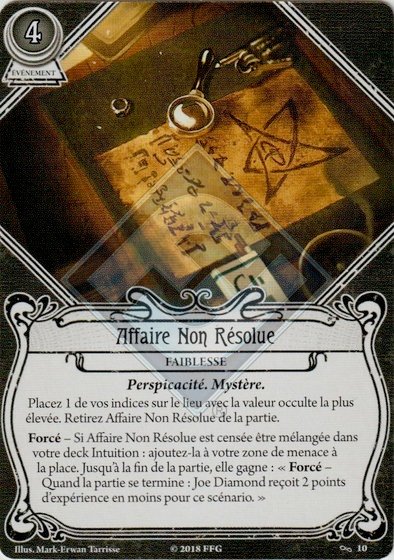 4
ÉVÉNEMENT
Affaire Non Résolue
FAIBLESSE
Perspicacité. Mystère.
Placez 1 de vos indices sur le lieu avec la valeur occulte la plus
élevée. Retirez Affaire Non Résolue de la partie.
Forcé – Si Affaire Non Résolue est censée être mélangée dans
votre deck Intuition : ajoutez-la à votre zone de menace à
la place. Jusqu'à la fin de la partie, elle gagne : « Forcé –
Quand la partie se termine : Joe Diamond reçoit 2 points
d'expérience en moins pour ce scénario. »
Illus. Mark-Erwan Tarrisse
© 2018 FFG
10